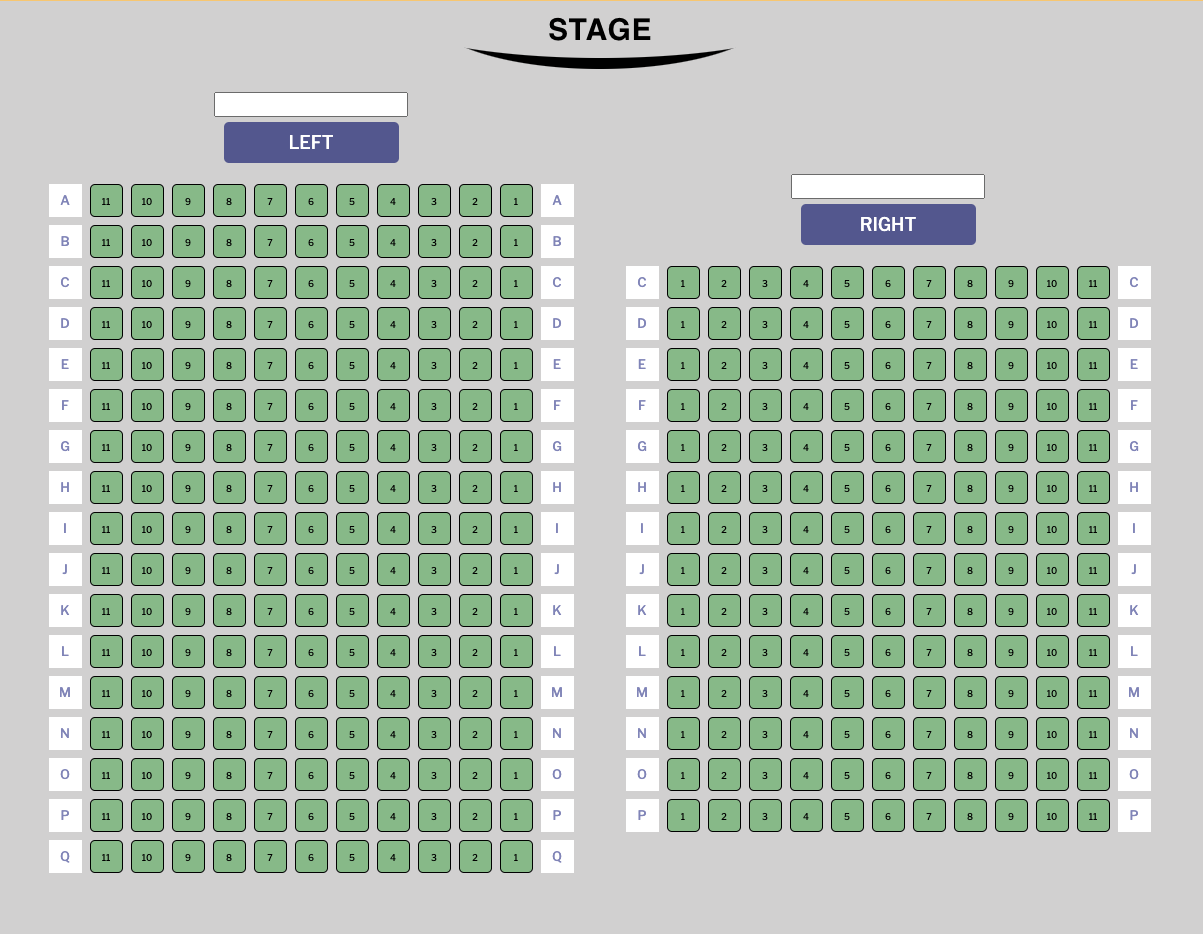 STAGE
LEFT
A 11 10 9 8 7 6 5 4 3 2 1 A
B 11 10 9 8 7 6 5 4 3 2 1 B
C 11 10 9 8 7 6 5 4 3 2 1 C
D 11 10 9 8 7 6 5 4 3 2 1 D
E 11 10 9 8 7 6 5 4 3 2 1 E
F 11 10 9 8 7 6 5 4 3 2 1 F
G 11 10 9 8 7 6 5 4 3 2 1 G
H 11 10 9 8 7 6 5 4 3 2 1 H
I 11 10 9 8 7 6 5 4 3 2 1 I
J 11 10 9 8 7 6 5 4 3 2 1 J
K 11 10 9 8 7 6 5 4 3 2 1 K
L 11 10 9 8 7 6 5 4 3 2 1 L
M 11 10 9 8 7 6 5 4 3 2 1 M
N 11 10 9 8 7 6 5 4 3 2 1 N
O 11 10 9 8 7 6 5 4 3 2 1 O
P 11 10 9 8 7 6 5 4 3 2 1 P
Q 11 10 9 8 7 6 5 4 3 2 1 Q
RIGHT
C 1 2 3 4 5 6 7 8 9 10 11 C
D 1 2 3 4 5 6 7 8 9 10 11 D
E 1 2 3 4 5 6 7 8 9 10 11 E
F 1 2 3 4 5 6 7 8 9 10 11 F
G 1 2 3 4 5 6 7 8 9 10 11 G
H 1 2 3 4 5 6 7 8 9 10 11 H
I 1 2 3 4 5 6 7 8 9 10 11 I
J 1 2 3 4 5 6 7 8 9 10 11 J
K 1 2 3 4 5 6 7 8 9 10 11 K
L 1 2 3 4 5 6 7 8 9 10 11 L
M 1 2 3 4 5 6 7 8 9 10 11 M
N 1 2 3 4 5 6 7 8 9 10 11 N
O 1 2 3 4 5 6 7 8 9 10 11 O
P 1 2 3 4 5 6 7 8 9 10 11 P